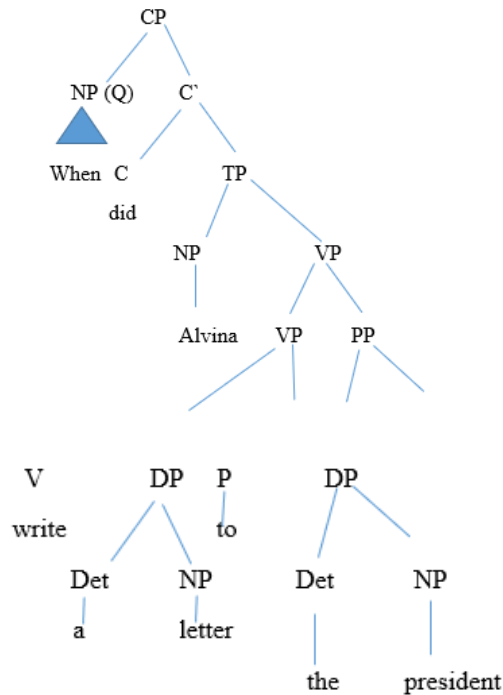 CP
NP (Q) C`
When C TP
did
NP VP
Alvina VP PP
V DP P DP
write to
Det NP Det NP
a letter
the president